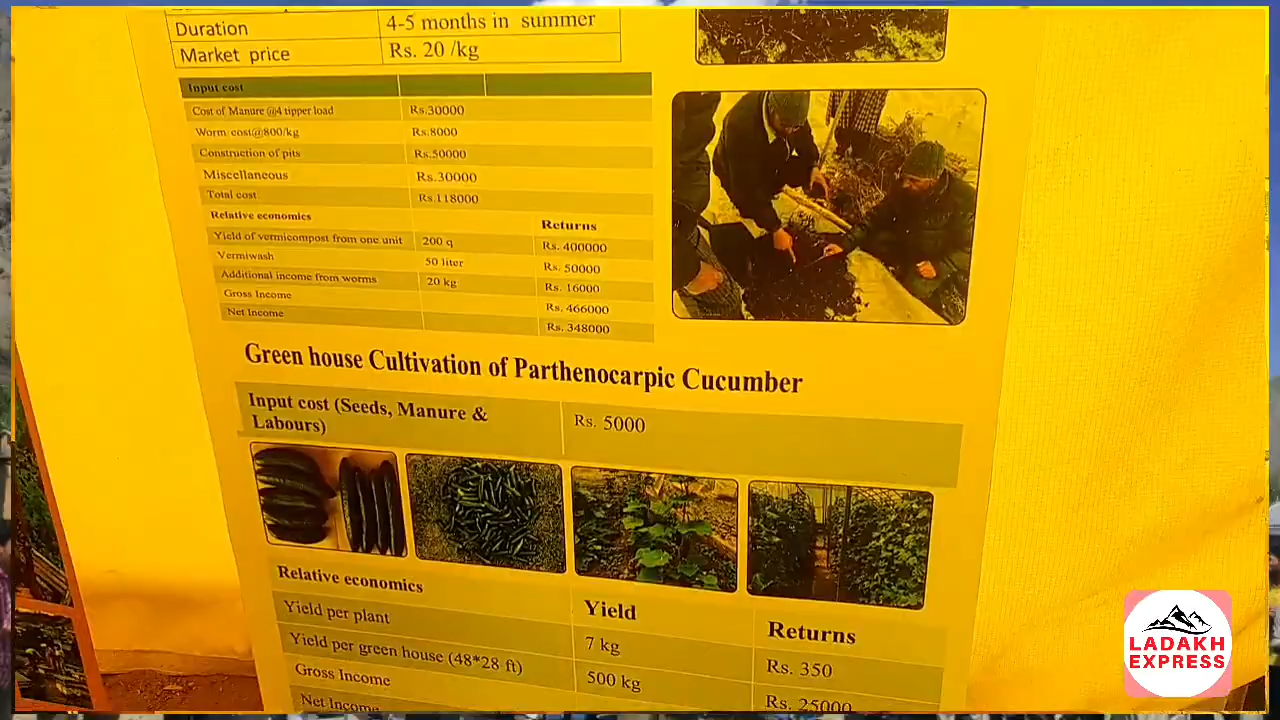 Duration 4-5 months in summer
Market price Rs. 20 /kg
Input cost
Cost of Manure @4 tipper load Rs.30000
Worm cost@800/kg Rs.8000
Construction of pits Rs.50000
Miscellaneous Rs.30000
Total cost Rs.118000
Relative economics Returns
Yield of vermicompost from one unit 200 q Rs. 400000
Vermiwash 50 liter Rs. 50000
Additional income from worms 20 kg Rs. 16000
Gross Income Rs. 466000
Net Income Rs. 348000
Green house Cultivation of Parthenocarpic Cucumber
Input cost (Seeds, Manure & Rs. 5000
Labours)
Relative economics Yield Returns
Yield per plant 7 kg Rs. 350
Yield per green house (48*28 ft) 500 kg Rs. 25000
Gross Income
Net Income
LADAKH
EXPRESS